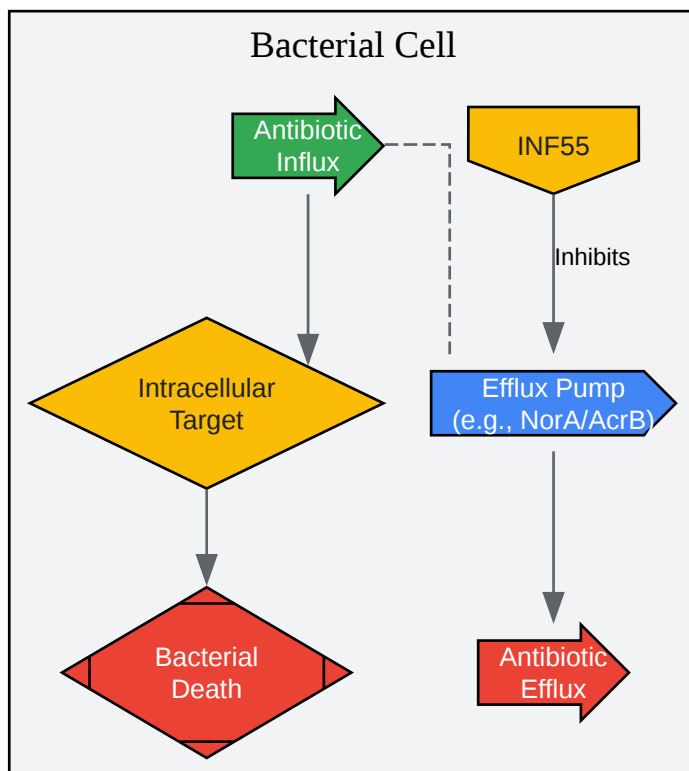 Bacterial Cell
Antibiotic
Influx
INF55
Inhibits
Intracellular
Target
Efflux Pump
(e.g., NorA/AcrB)
Bacterial
Death
Antibiotic
Efflux